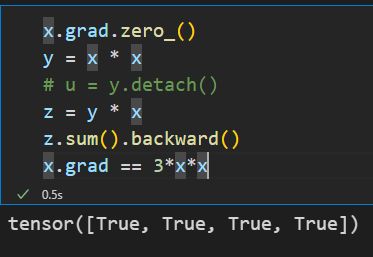 x.grad.zero_()
y = x * x
# u = y.detach()
z = y * x
z.sum().backward()
x.grad == 3*x*x
✓ 0.5s
tensor([True, True, True, True])